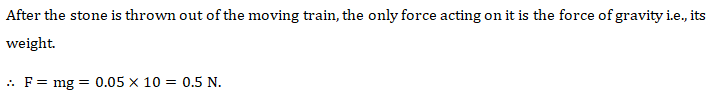 After the stone is thrown out of the moving train, the only force acting on it is the force of gravity i.e., its
weight.
∴ F = mg = 0.05 × 10 = 0.5 N.